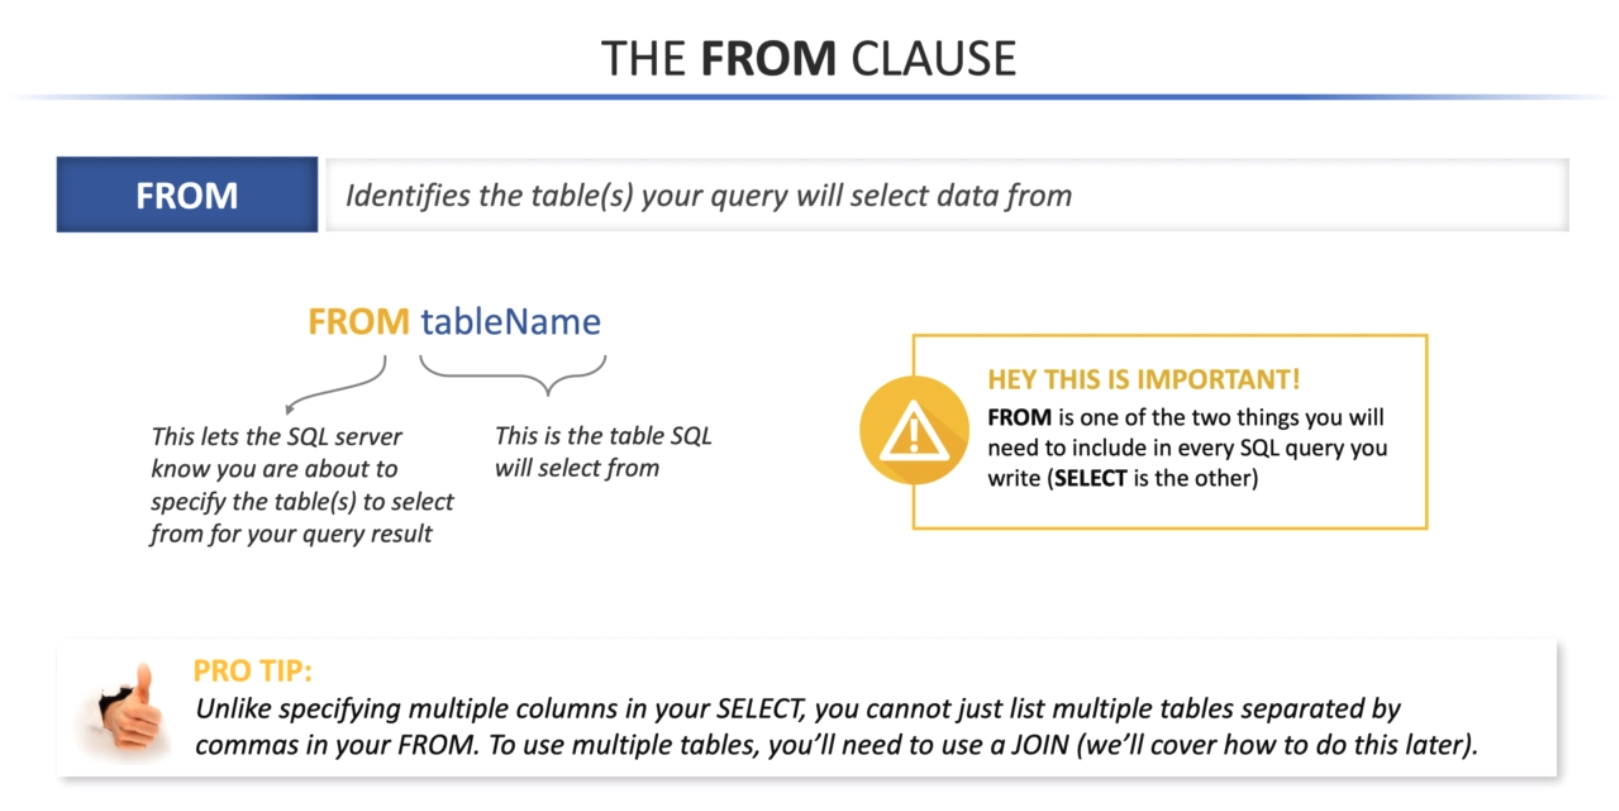 THE FROM CLAUSE
FROM
Identifies the table(s) your query will select data from
FROM tableName
This lets the SQL server
know you are about to
specify the table(s) to select
from for your query result
This is the table SQL
will select from
HEY THIS IS IMPORTANT!
FROM is one of the two things you will
need to include in every SQL query you
write (SELECT is the other)
PRO TIP:
Unlike specifying multiple columns in your SELECT, you cannot just list multiple tables separated by
commas in your FROM. To use multiple tables, you’ll need to use a JOIN (we’ll cover how to do this later).